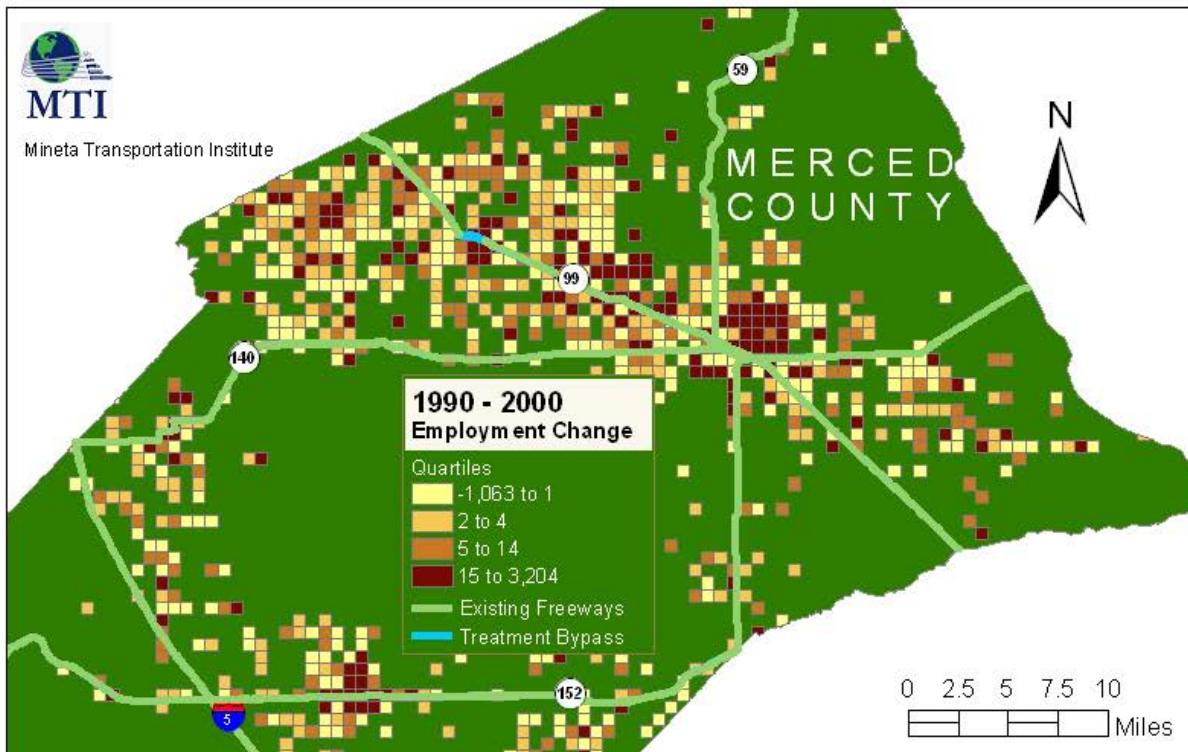 MTI
Mineta Transportation Institute
59
N
MERCED
COUNTY
99
140
1990 - 2000
Employment Change
Quartiles
-1,063 to 1
2 to 4
5 to 14
15 to 3,204
Existing Freeways
Treatment Bypass
152
5
0 2.5 5 7.5 10
Miles